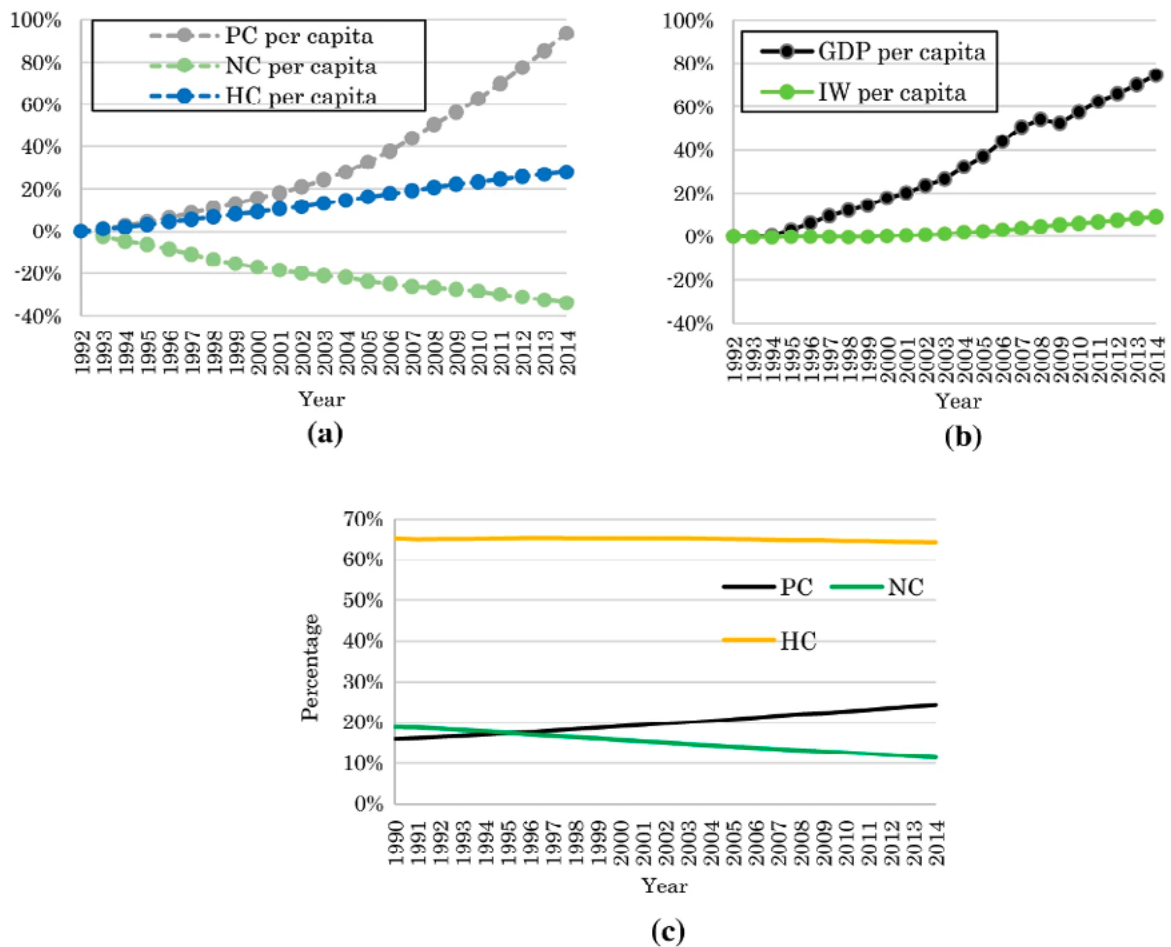 100%
80%
60%
40%
20%
0%
-20%
-40%
PC per capita
NC per capita
HC per capita
1992 1993 1994 1995 1996 1997 1998 1999 2000 2001 2002 2003 2004 2005 2006 2007 2008 2009 2010 2011 2012 2013 2014
Year
(a)
100%
80%
60%
40%
20%
0%
-20%
-40%
GDP per capita
IW per capita
1992 1993 1994 1995 1996 1997 1998 1999 2000 2001 2002 2003 2004 2005 2006 2007 2008 2009 2010 2011 2012 2013 2014
Year
(b)
Percentage
70%
60%
50%
40%
30%
20%
10%
0%
PC NC
HC
1990 1991 1992 1993 1994 1995 1996 1997 1998 1999 2000 2001 2002 2003 2004 2005 2006 2007 2008 2009 2010 2011 2012 2013 2014
Year
(c)